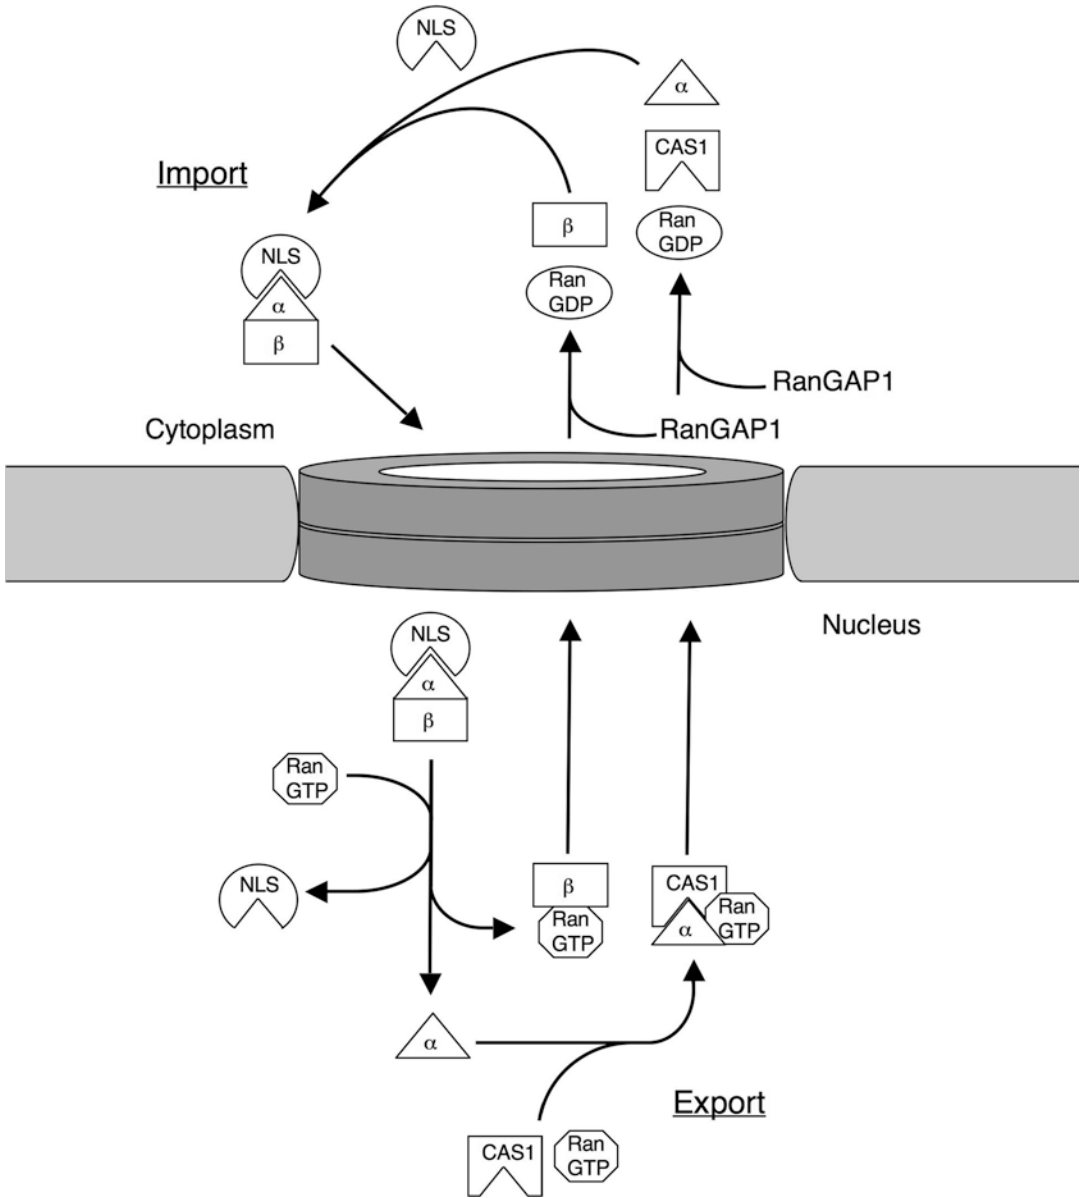 NLS
α
CAS1
Import
Ran
GDP
β
NLS
α
β
Ran
GDP
RanGAP1
RanGAP1
Cytoplasm
Nucleus
NLS
α
β
Ran
GTP
NLS
β
Ran
GTP
CAS1
Ran
GTP
α
α
Export
CAS1
Ran
GTP